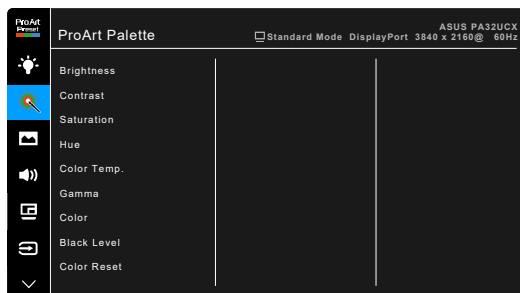 ProArt
Preset
ProArt Palette
ASUS PA32UCX
Standard Mode DisplayPort 3840 x 2160@ 60Hz
Brightness
Contrast
Saturation
Hue
Color Temp.
Gamma
Color
Black Level
Color Reset